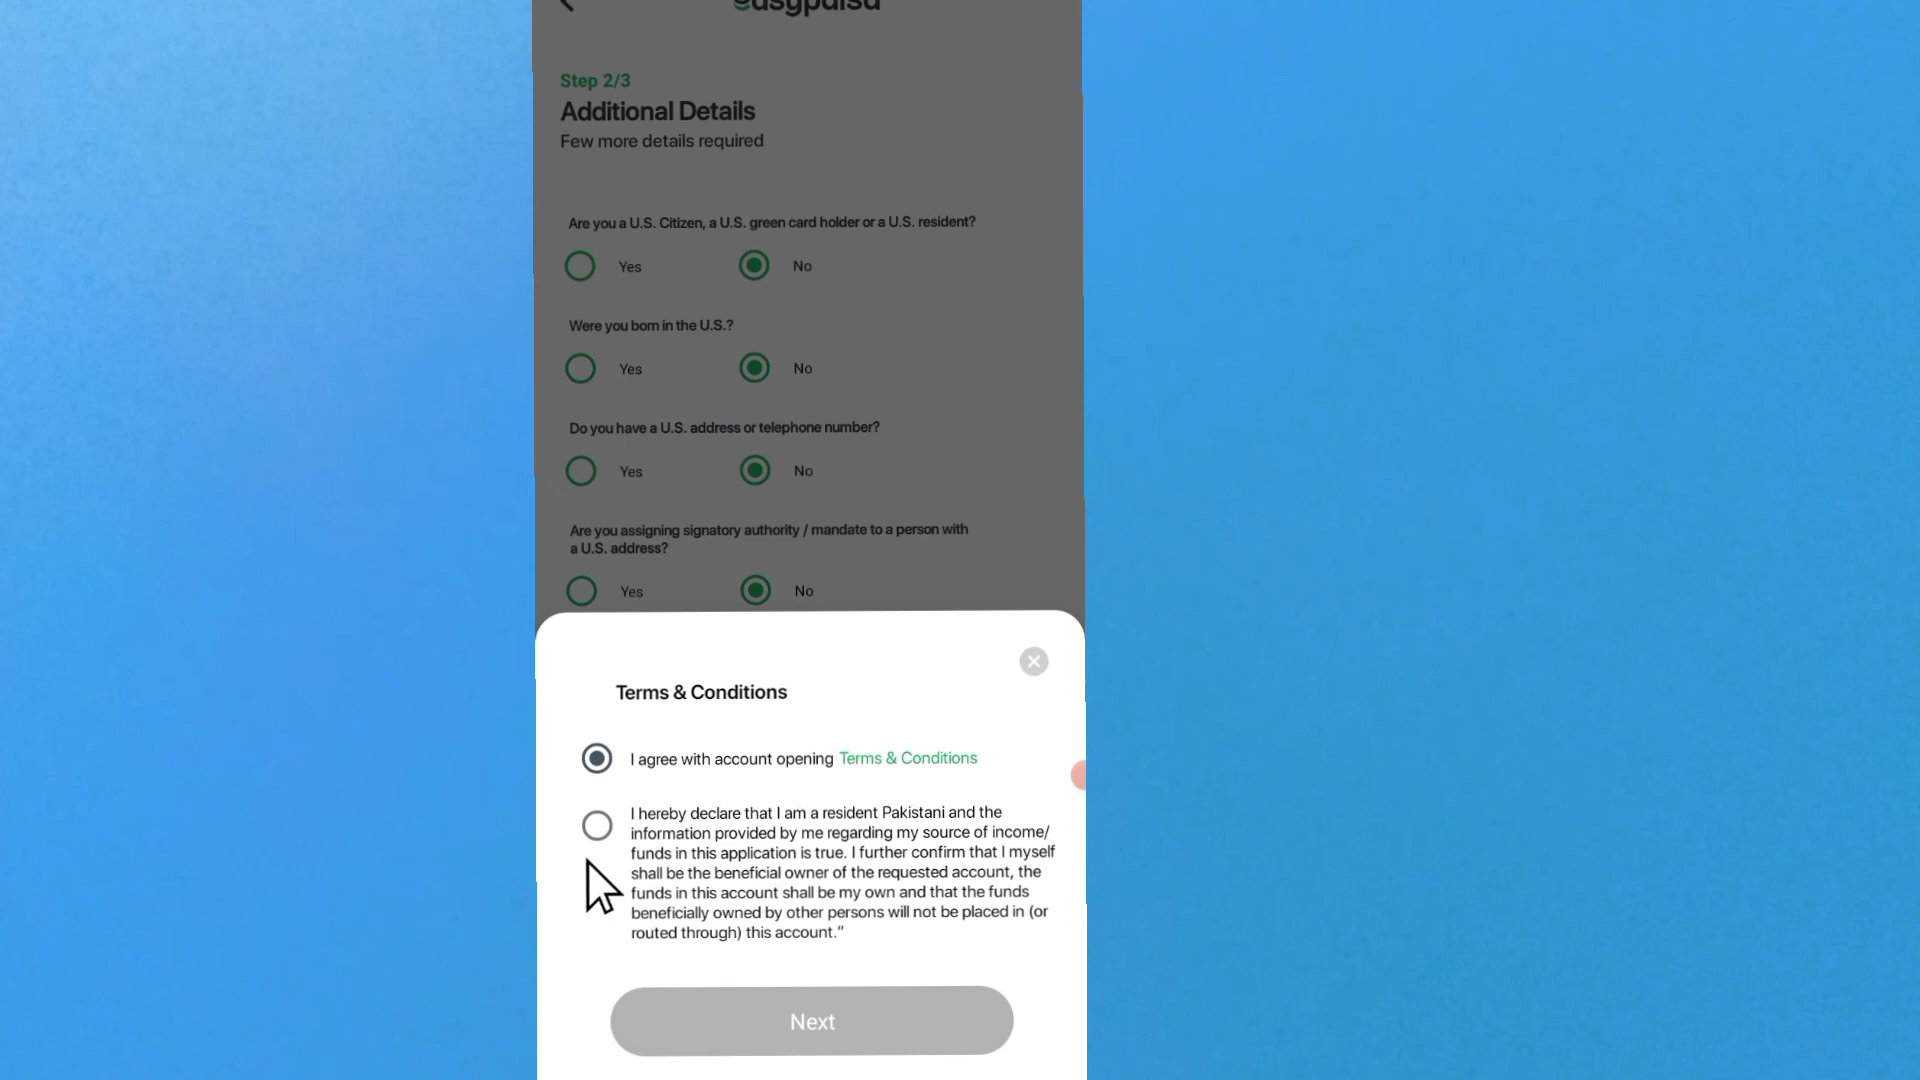 easypaisa
Step 2/3
Additional Details
Few more details required
Are you a U.S. Citizen, a U.S. green card holder or a U.S. resident?
Yes No
Were you born in the U.S.?
Yes No
Do you have a U.S. address or telephone number?
Yes No
Are you assigning signatory authority / mandate to a person with
a U.S. address?
Yes No
Terms & Conditions
I agree with account opening Terms & Conditions
I hereby declare that I am a resident Pakistani and the
information provided by me regarding my source of income/
funds in this application is true. I further confirm that I myself
shall be the beneficial owner of the requested account, the
funds in this account shall be my own and that the funds
beneficially owned by other persons will not be placed in (or
routed through) this account.”
Next